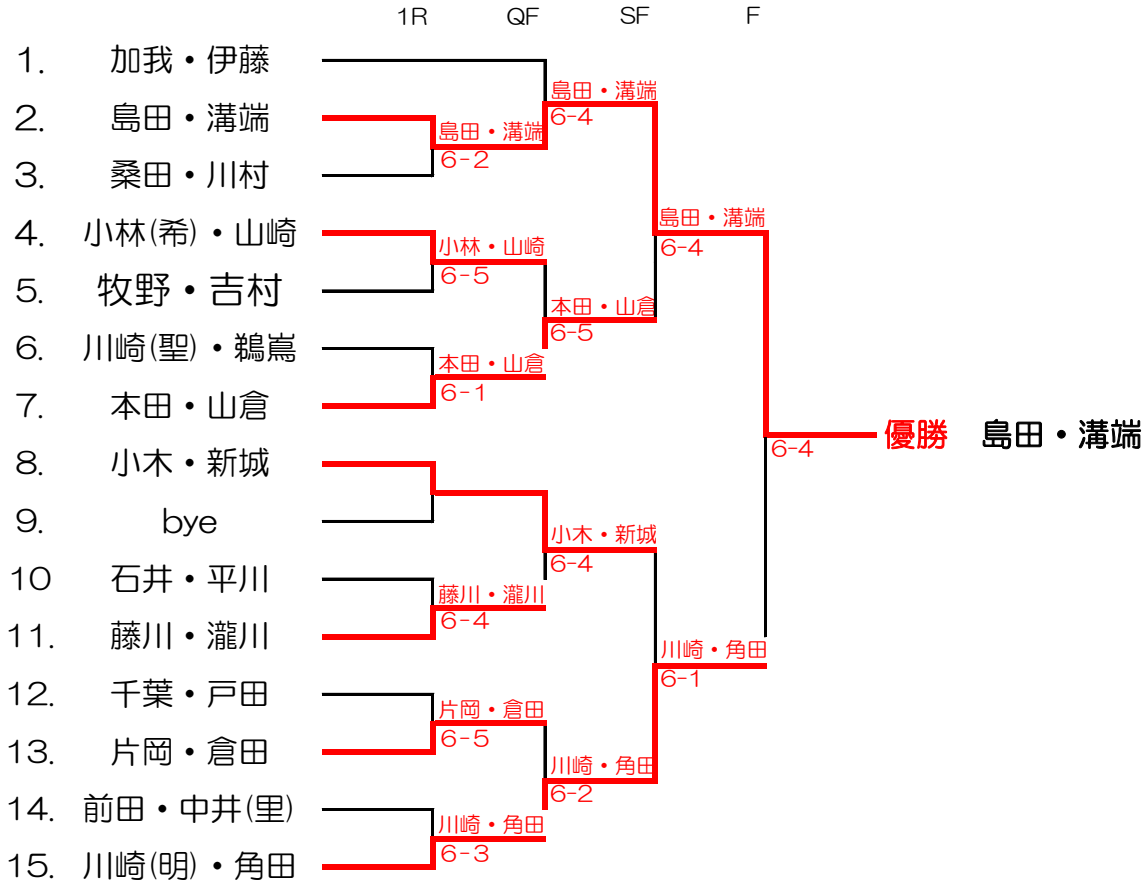 1R QF SF F
1. 加我・伊藤
島田・溝端
6-4
2. 島田・溝端
島田・溝端
6-2
3. 桑田・川村
島田・溝端
6-4
4. 小林(希)・山崎
小林・山崎
6-5
5. 牧野・吉村
本田・山倉
6-5
6. 川崎(聖)・鵜嶌
本田・山倉
6-1
7. 本田・山倉
優勝 島田・溝端
6-4
8. 小木・新城
9. bye
小木・新城
6-4
10 石井・平川
藤川・瀧川
6-4
11. 藤川・瀧川
川崎・角田
6-1
12. 千葉・戸田
片岡・倉田
6-5
13. 片岡・倉田
川崎・角田
6-2
14. 前田・中井(里)
川崎・角田
6-3
15. 川崎(明)・角田